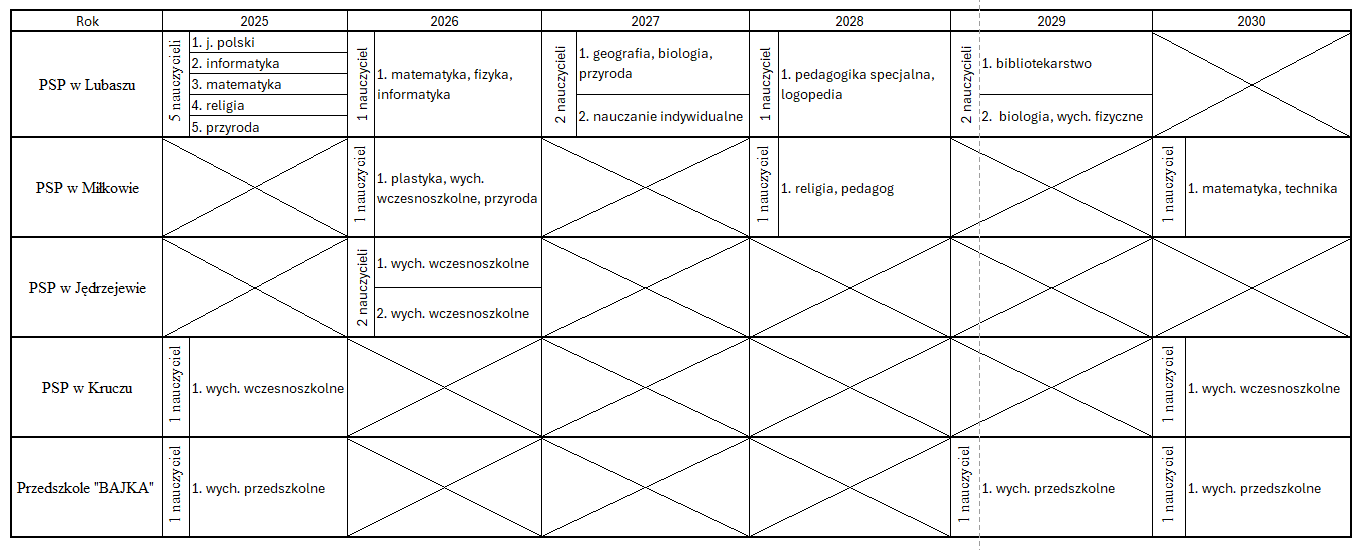 Rok 2025 2026 2027 2028 2029 2030
PSP w Lubaszu
5 nauczycieli
1. j. polski
2. informatyka
3. matematyka
4. religia
5. przyroda
1 nauczyciel
1. matematyka, fizyka,
informatyka
2 nauczycieli
1. geografia, biologia,
przyroda
2. nauczanie indywidualne
1 nauczyciel
1. pedagogika specjalna,
logopedia
2 nauczycieli
1. bibliotekarstwo
2. biologia, wych. fizyczne
PSP w Miłkowie
1 nauczyciel
1. plastyka, wych.
wczesnoszkolne, przyroda
1 nauczyciel
1. religia, pedagog
1 nauczyciel
1. matematyka, technika
PSP w Jędrzejewie
2 nauczycieli
1. wych. wczesnoszkolne
2. wych. wczesnoszkolne
PSP w Kruczu
1 nauczyciel
1. wych. wczesnoszkolne
1 nauczyciel
1. wych. wczesnoszkolne
Przedszkole "BAJKA"
1 nauczyciel
1. wych. przedszkolne
1 nauczyciel
1. wych. przedszkolne
1 nauczyciel
1. wych. przedszkolne